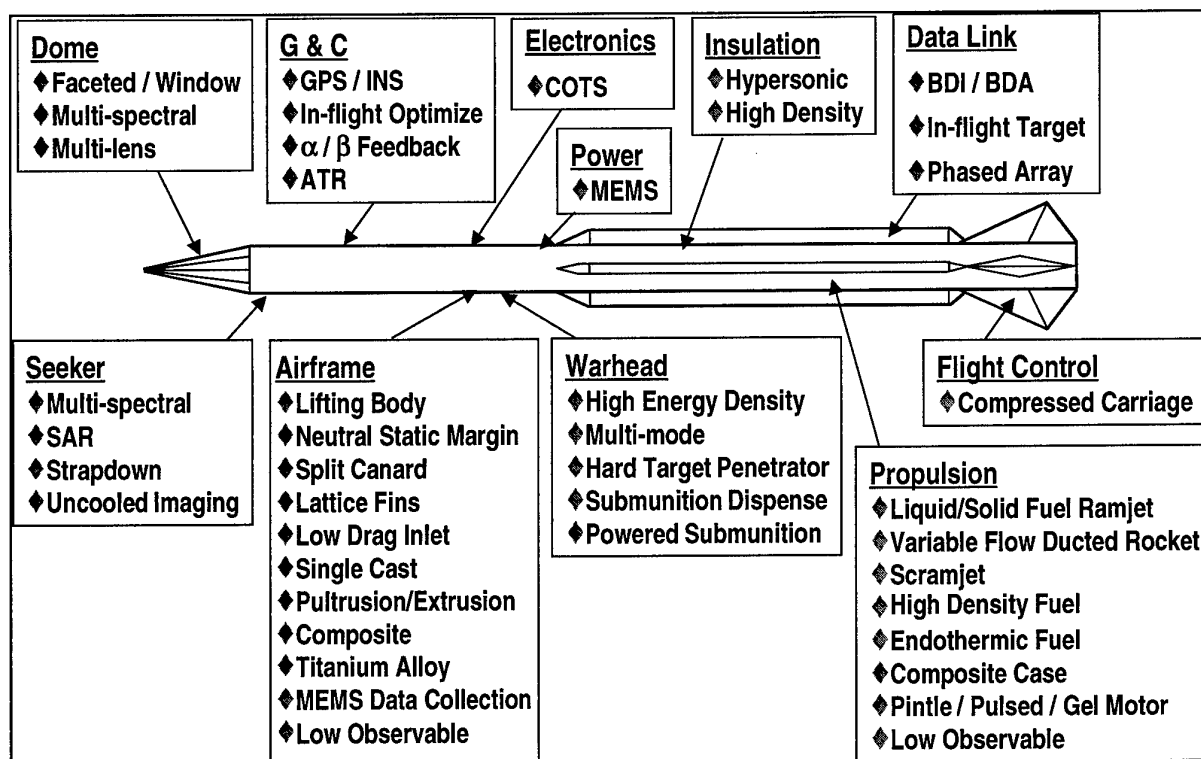 Dome
♦Faceted / Window
♦Multi-spectral
♦Multi-lens
G & C
♦GPS / INS
♦In-flight Optimize
♦α / β Feedback
♦ATR
Electronics
♦COTS
Power
♦MEMS
Insulation
♦Hypersonic
♦High Density
Data Link
♦BDI / BDA
♦In-flight Target
♦Phased Array
Seeker
♦Multi-spectral
♦SAR
♦Strapdown
♦Uncooled Imaging
Airframe
♦Lifting Body
♦Neutral Static Margin
♦Split Canard
♦Lattice Fins
♦Low Drag Inlet
♦Single Cast
♦Pultrusion/Extrusion
♦Composite
♦Titanium Alloy
♦MEMS Data Collection
♦Low Observable
Warhead
♦High Energy Density
♦Multi-mode
♦Hard Target Penetrator
♦Submunition Dispense
♦Powered Submunition
Flight Control
♦Compressed Carriage
Propulsion
♦Liquid/Solid Fuel Ramjet
♦Variable Flow Ducted Rocket
♦Scramjet
♦High Density Fuel
♦Endothermic Fuel
♦Composite Case
♦Pintle / Pulsed / Gel Motor
♦Low Observable